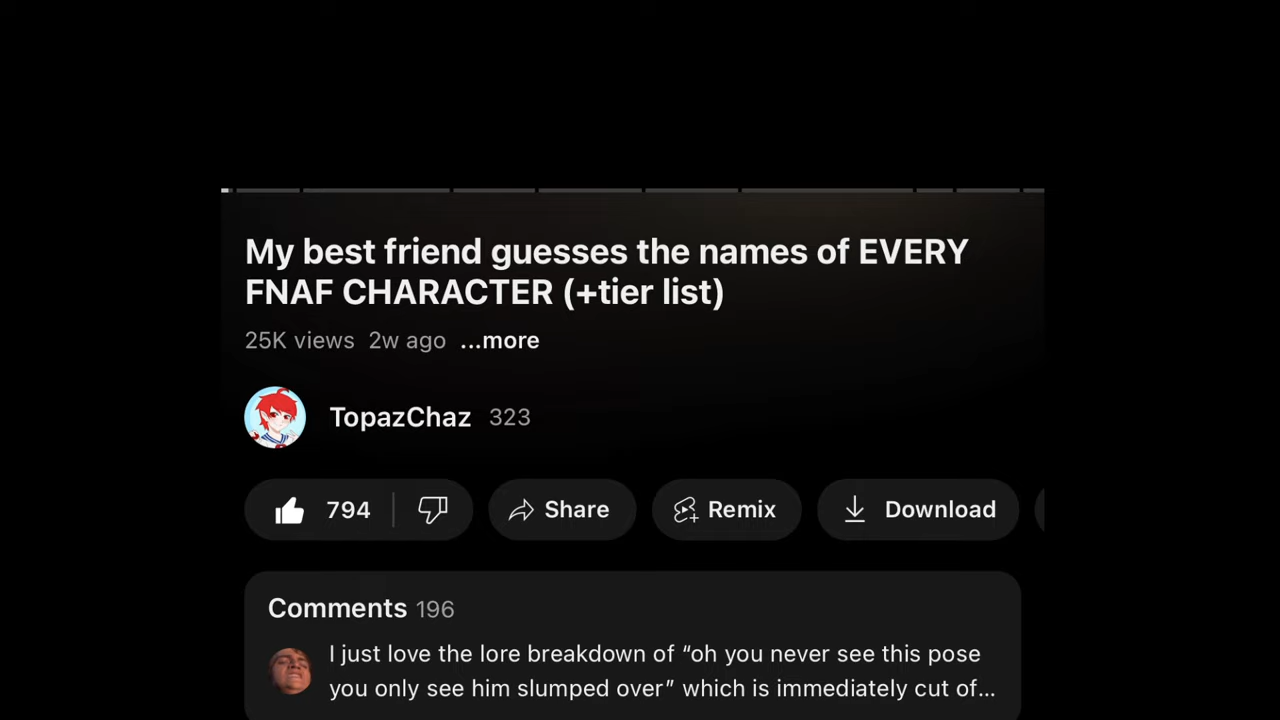 My best friend guesses the names of EVERY
FNAF CHARACTER (+tier list)
25K views 2w ago ...more
TopazChaz 323
794 Share Remix Download
Comments 196
I just love the lore breakdown of “oh you never see this pose
you only see him slumped over” which is immediately cut of...